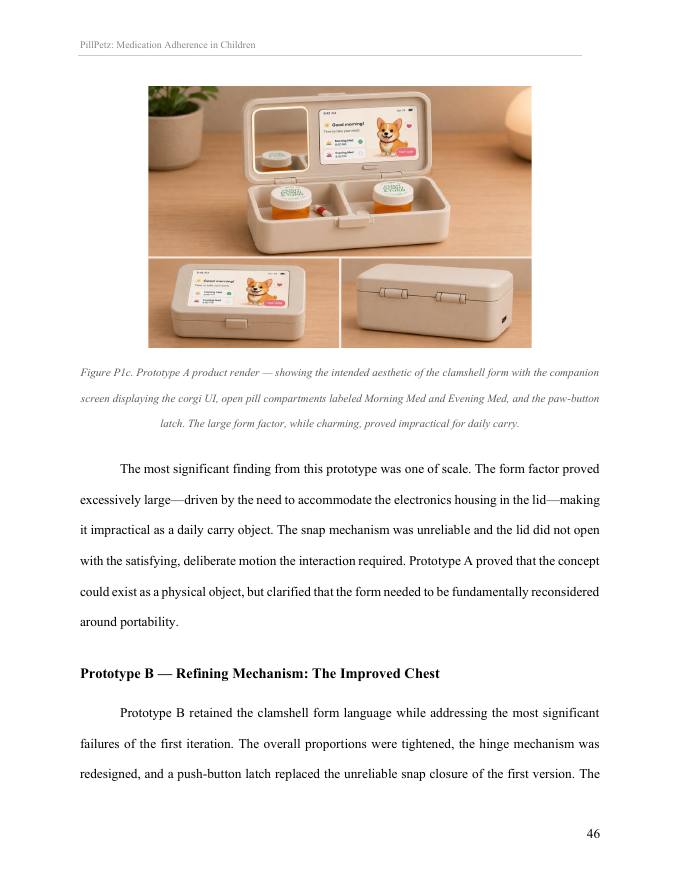 PillPetz: Medication Adherence in Children
Good morning!
Good morning!
Figure P1c. Prototype A product render — showing the intended aesthetic of the clamshell form with the companion
screen displaying the corgi UI, open pill compartments labeled Morning Med and Evening Med, and the paw-button
latch. The large form factor, while charming, proved impractical for daily carry.
The most significant finding from this prototype was one of scale. The form factor proved
excessively large—driven by the need to accommodate the electronics housing in the lid—making
it impractical as a daily carry object. The snap mechanism was unreliable and the lid did not open
with the satisfying, deliberate motion the interaction required. Prototype A proved that the concept
could exist as a physical object, but clarified that the form needed to be fundamentally reconsidered
around portability.
Prototype B — Refining Mechanism: The Improved Chest
Prototype B retained the clamshell form language while addressing the most significant
failures of the first iteration. The overall proportions were tightened, the hinge mechanism was
redesigned, and a push-button latch replaced the unreliable snap closure of the first version. The
46